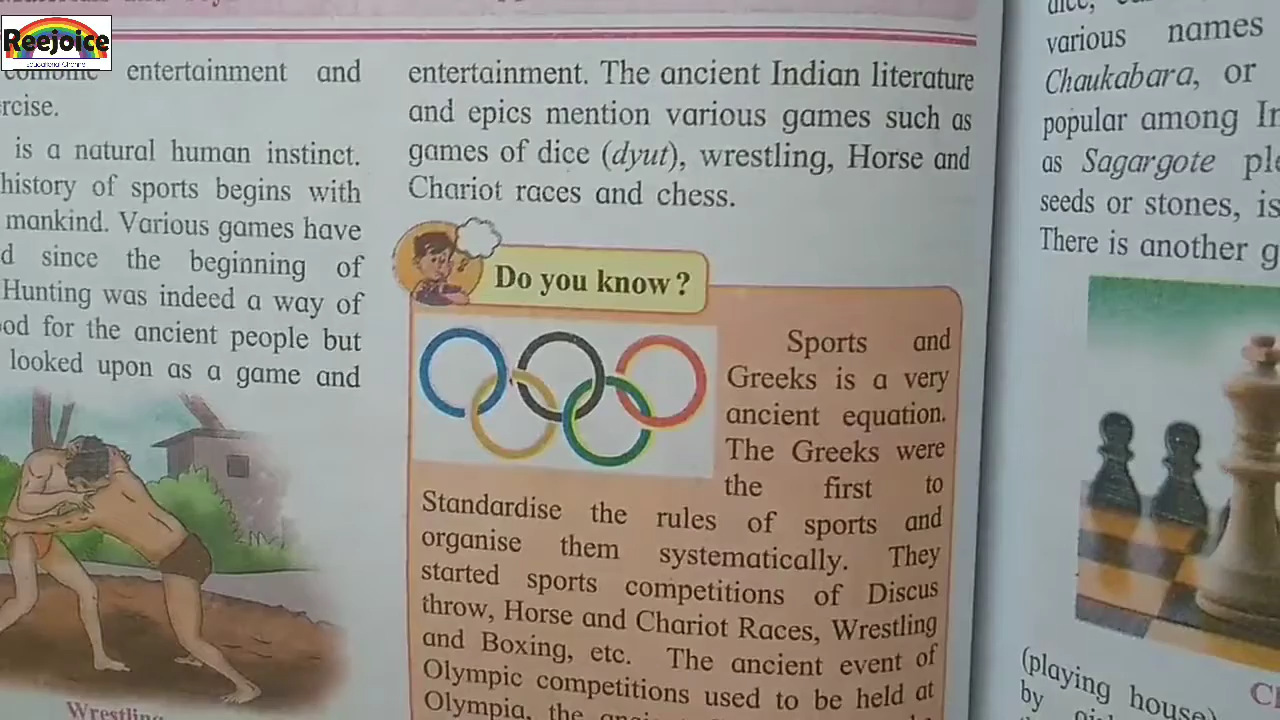 Reejoice
Educational Channel
entertainment and
is a natural human instinct.
history of sports begins with
mankind. Various games have
since the beginning of
Hunting was indeed a way of
for the ancient people but
looked upon as a game and
Wrestling
entertainment. The ancient Indian literature
and epics mention various games such as
games of dice (dyut), wrestling, Horse and
Chariot races and chess.
Do you know ?
Sports and
Greeks is a very
ancient equation.
The Greeks were
the first to
Standardise the rules of sports and
organise them systematically. They
started sports competitions of Discus
throw, Horse and Chariot Races, Wrestling
and Boxing, etc. The ancient event of
Olympic competitions used to be held at
Olympia, the
various names
Chaukabara, or
popular among
as Sagargote
seeds or stones,
There is another
(playing house)
by